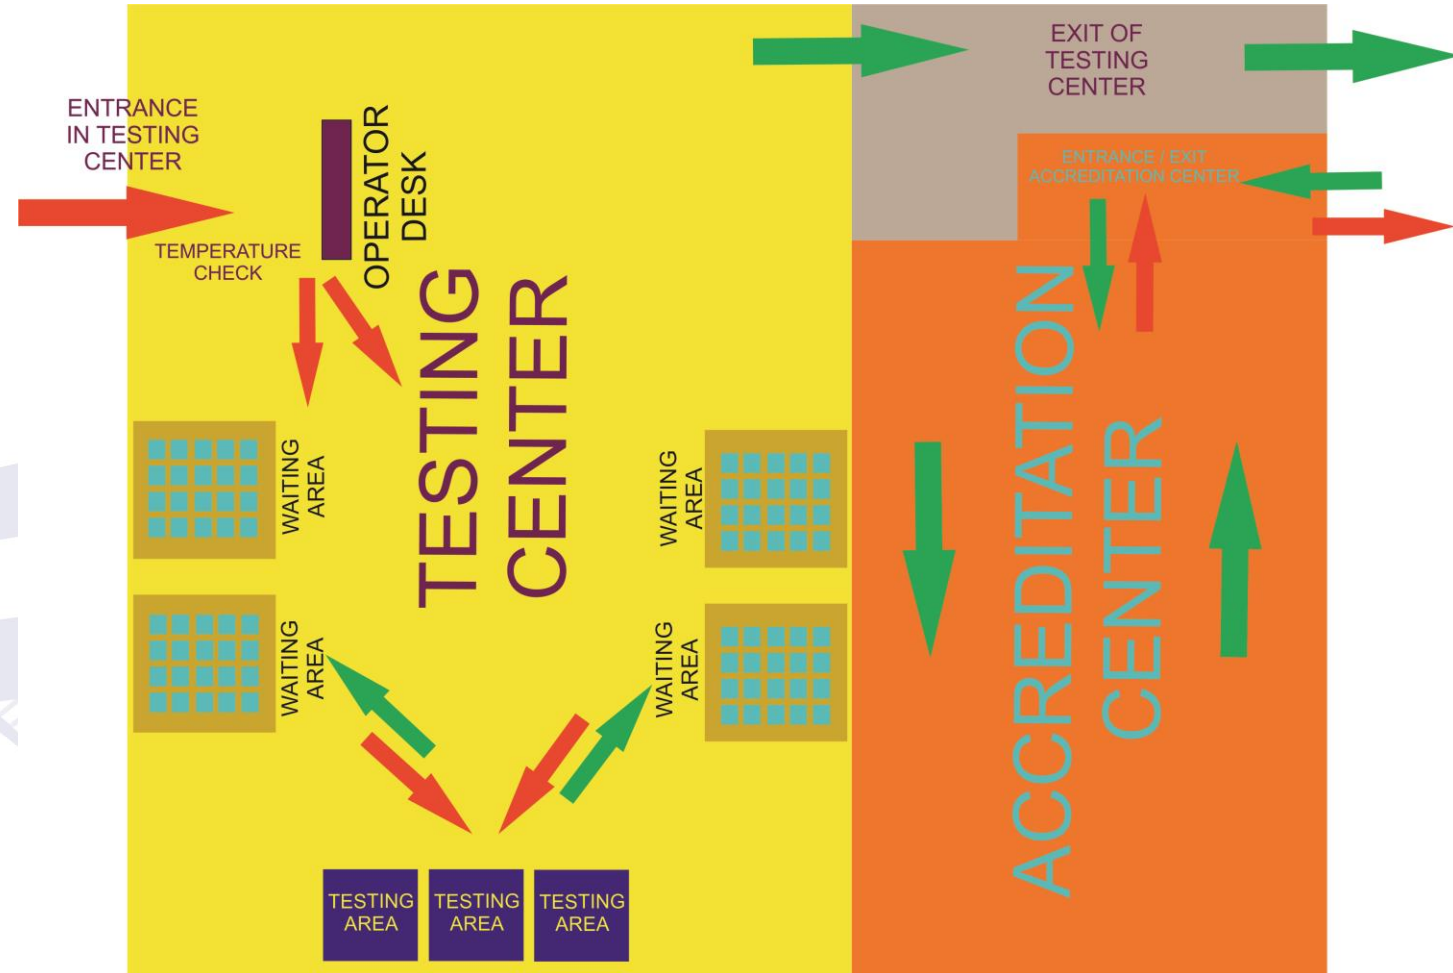 EXIT OF
TESTING
CENTER
ENTRANCE
IN TESTING
CENTER
OPERATOR
DESK
ENTRANCE / EXIT
ACCREDITATION CENTER
TEMPERATURE
CHECK
TESTING
CENTER
ACCREDITATION
CENTER
WAITING
AREA
WAITING
AREA
WAITING
AREA
WAITING
AREA
TESTING
AREA
TESTING
AREA
TESTING
AREA